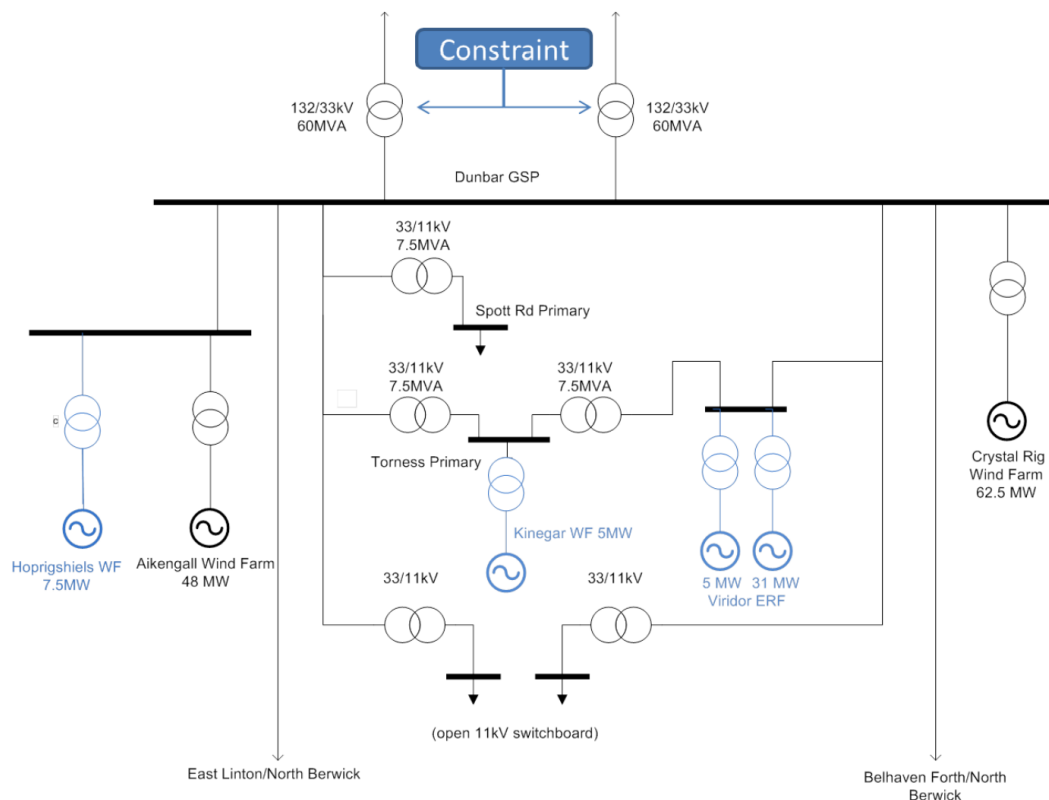 Constraint
132/33kV
60MVA
132/33kV
60MVA
Dunbar GSP
33/11kV
7.5MVA
Spott Rd Primary
33/11kV
7.5MVA
33/11kV
7.5MVA
c
Torness Primary
Crystal Rig
Wind Farm
62.5 MW
Kinegar WF 5MW
Hoprigshiels WF
7.5MW
Aikengall Wind Farm
48 MW
5 MW
31 MW
Viridor ERF
33/11kV
33/11kV
(open 11kV switchboard)
East Linton/North Berwick
Belhaven Forth/North
Berwick